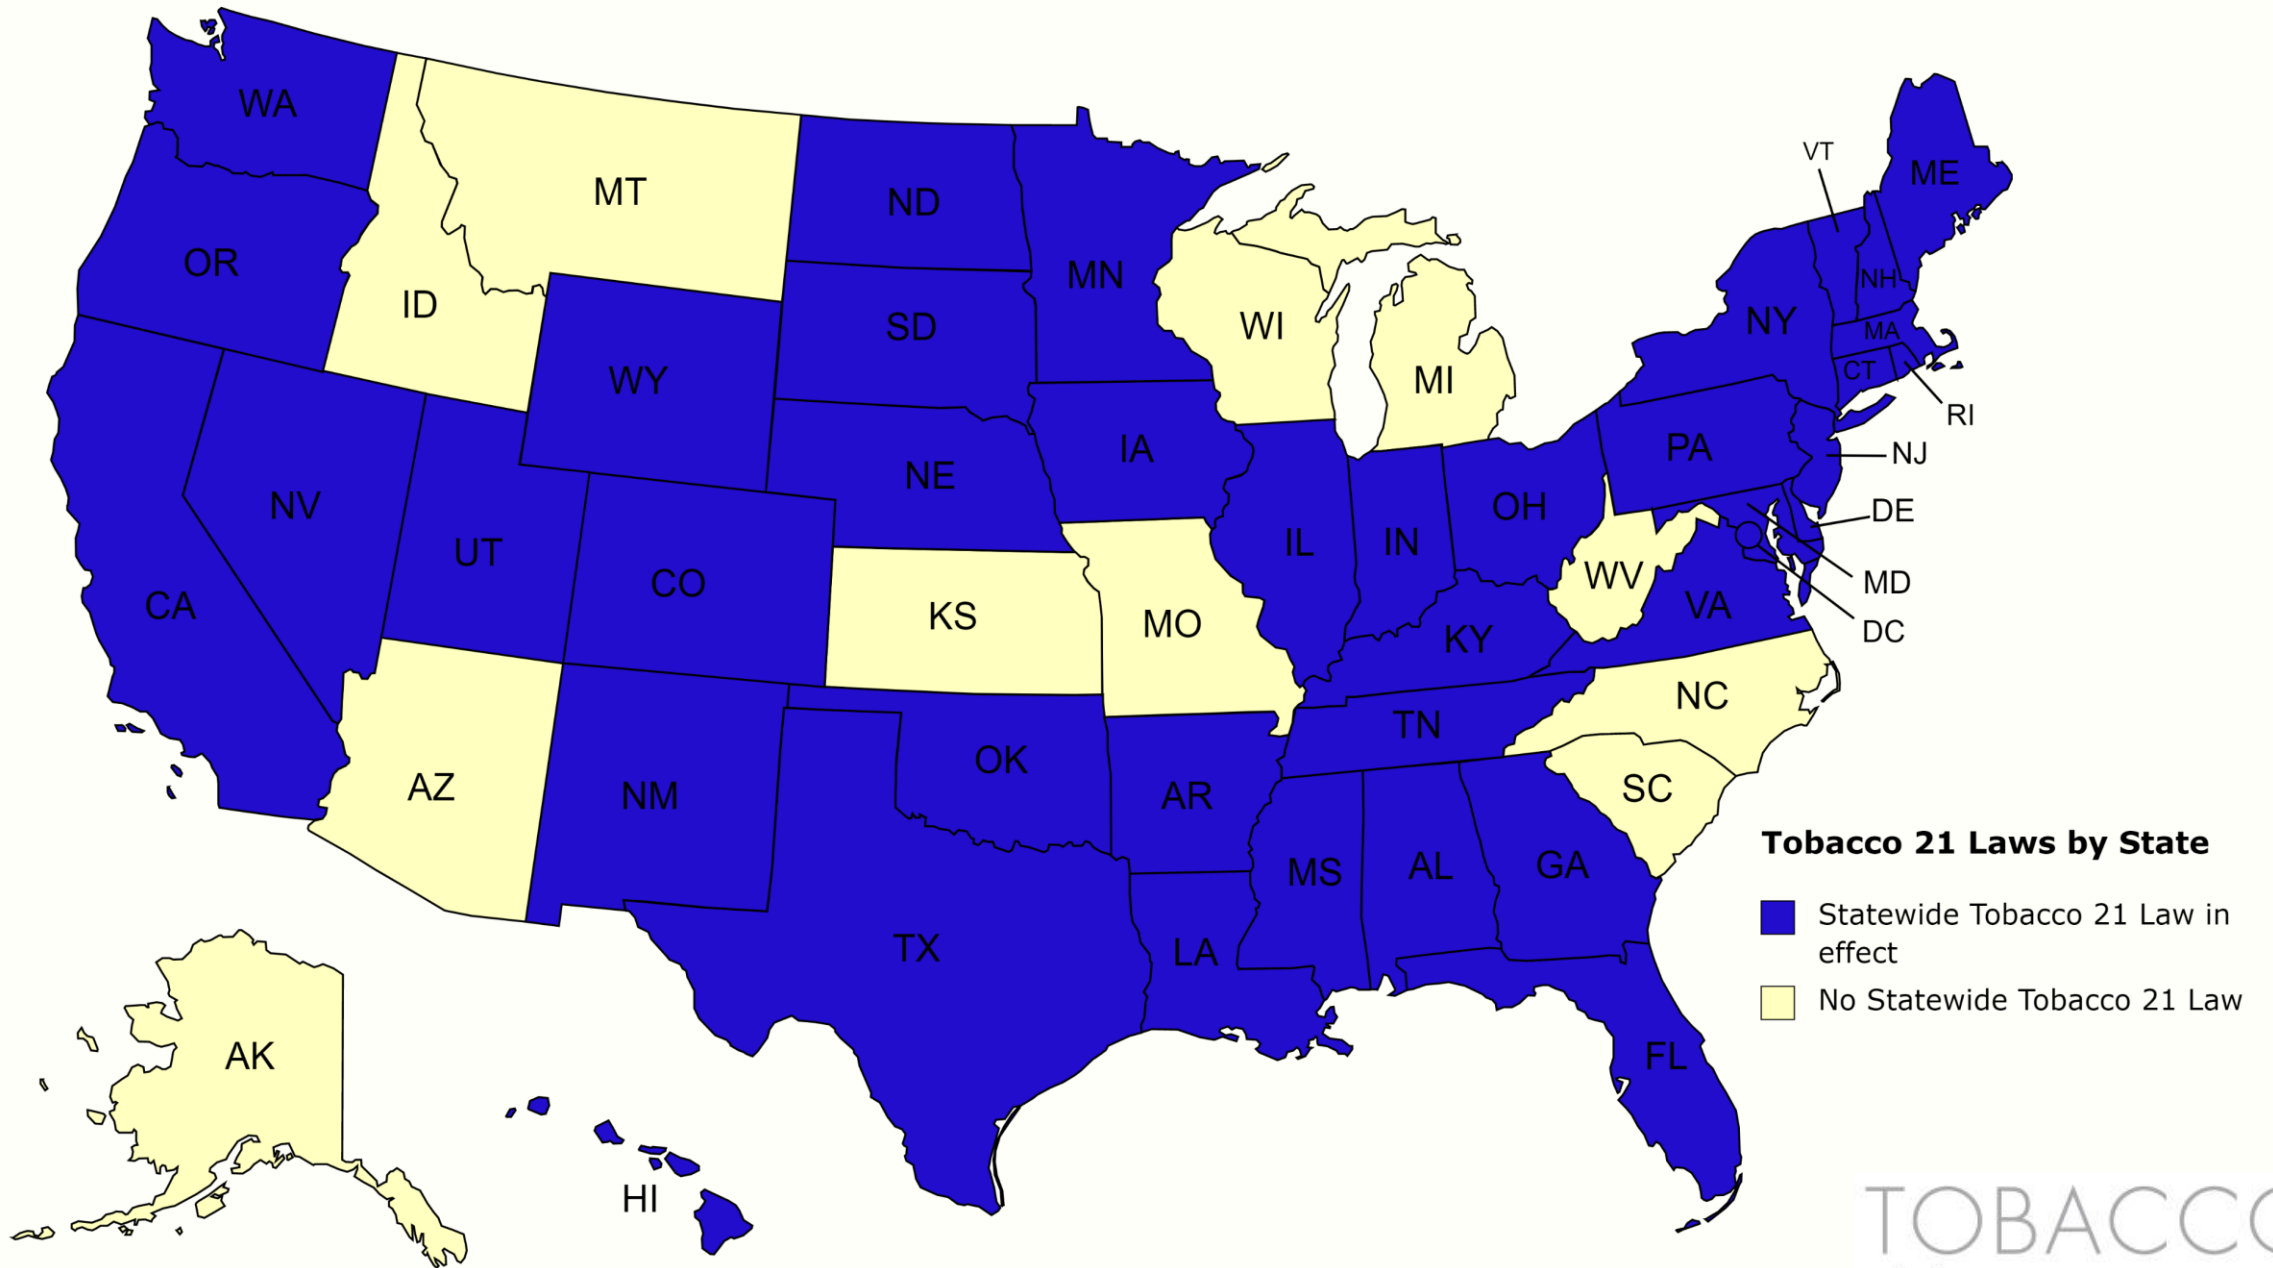 WA
MT
ND
MN
VT
ME
OR
ID
SD
WI
MI
NY
NH
MA
CT
RI
WY
NE
IA
PA
NJ
NV
UT
CO
IL
IN
OH
DE
CA
KS
MO
WV
VA
MD
KY
DC
AZ
NM
OK
AR
TN
NC
SC
MS
AL
GA
TX
LA
FL
AK
HI
Tobacco 21 Laws by State
Statewide Tobacco 21 Law in
effect
No Statewide Tobacco 21 Law
TOBACCO